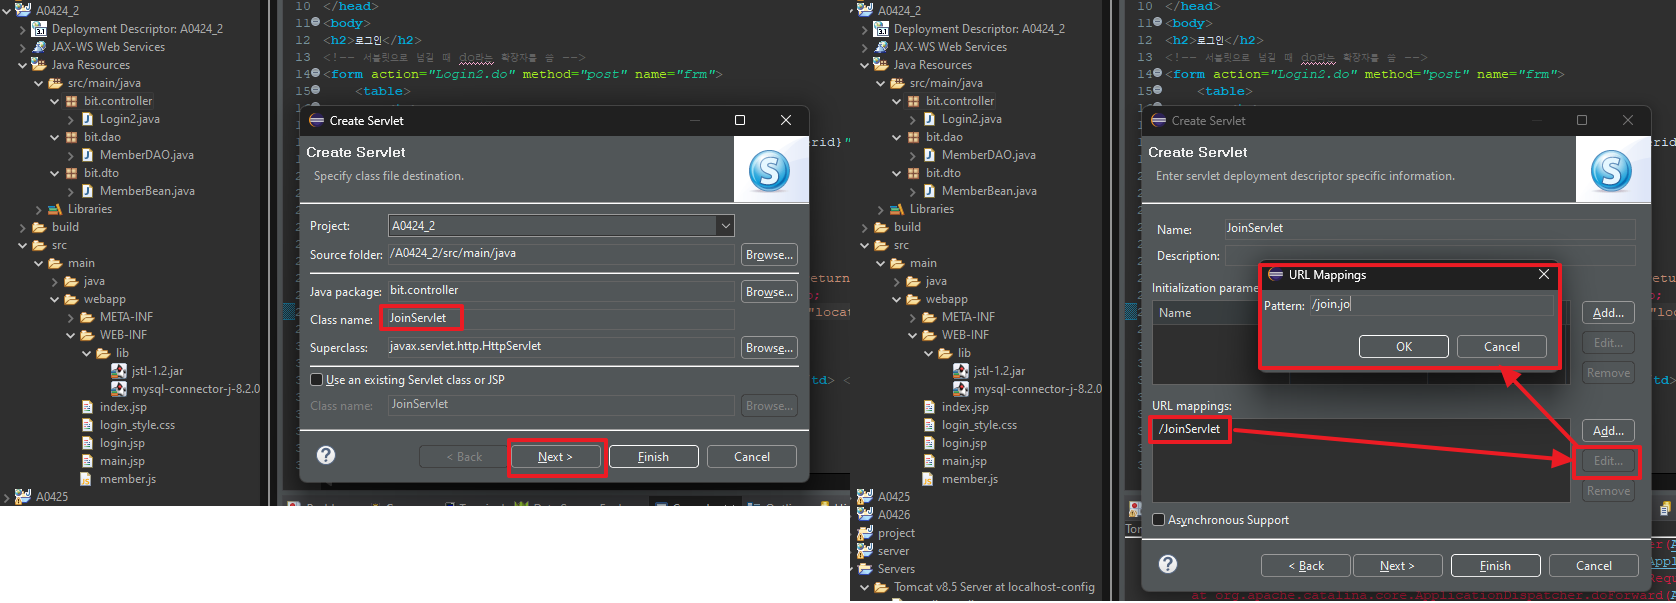 A0424_2
Deployment Descriptor: A0424_2
JAX-WS Web Services
Java Resources
src/main/java
bit.controller
Login2.java
bit.dao
MemberDAO.java
bit.dto
MemberBean.java
Libraries
build
src
main
java
webapp
META-INF
WEB-INF
lib
jstl-1.2.jar
mysql-connector-j-8.2.0
index.jsp
login_style.css
login.jsp
main.jsp
member.js
A0425
10 </head>
11 <body>
12 <h2>로그인</h2>
13 <!-- 서블릿으로 넘길 때 do라는 확장자를 씀 -->
14 <form action="Login2.do" method="post" name="frm">
15 <table>
Create Servlet
Create Servlet
Specify class file destination.
Project: A0424_2
Source folder: /A0424_2/src/main/java Browse...
Java package: bit.controller Browse...
Class name: JoinServlet
Superclass: javax.servlet.http.HttpServlet Browse...
Use an existing Servlet class or JSP
Class name: JoinServlet Browse...
? < Back Next > Finish Cancel
A0424_2
Deployment Descriptor: A0424_2
JAX-WS Web Services
Java Resources
src/main/java
bit.controller
Login2.java
bit.dao
MemberDAO.java
bit.dto
MemberBean.java
Libraries
build
src
main
java
webapp
META-INF
WEB-INF
lib
jstl-1.2.jar
mysql-connector-j-8.2.0
index.jsp
login_style.css
login.jsp
main.jsp
member.js
A0425
A0426
project
server
Servers
Tomcat v8.5 Server at localhost-config
10 </head>
11 <body>
12 <h2>로그인</h2>
13 <!-- 서블릿으로 넘길 때 do라는 확장자를 씀 -->
14 <form action="Login2.do" method="post" name="frm">
15 <table>
Create Servlet
Create Servlet
Enter servlet deployment descriptor specific information.
Name: JoinServlet
Description:
Initialization parame
Name
Add...
Edit...
Remove
URL Mappings
Pattern: /join.jo
OK Cancel
URL mappings:
/JoinServlet
Add...
Edit...
Remove
Asynchronous Support
? < Back Next > Finish Cancel
at org.apache.catalina.core.ApplicationDispatcher.doForward(